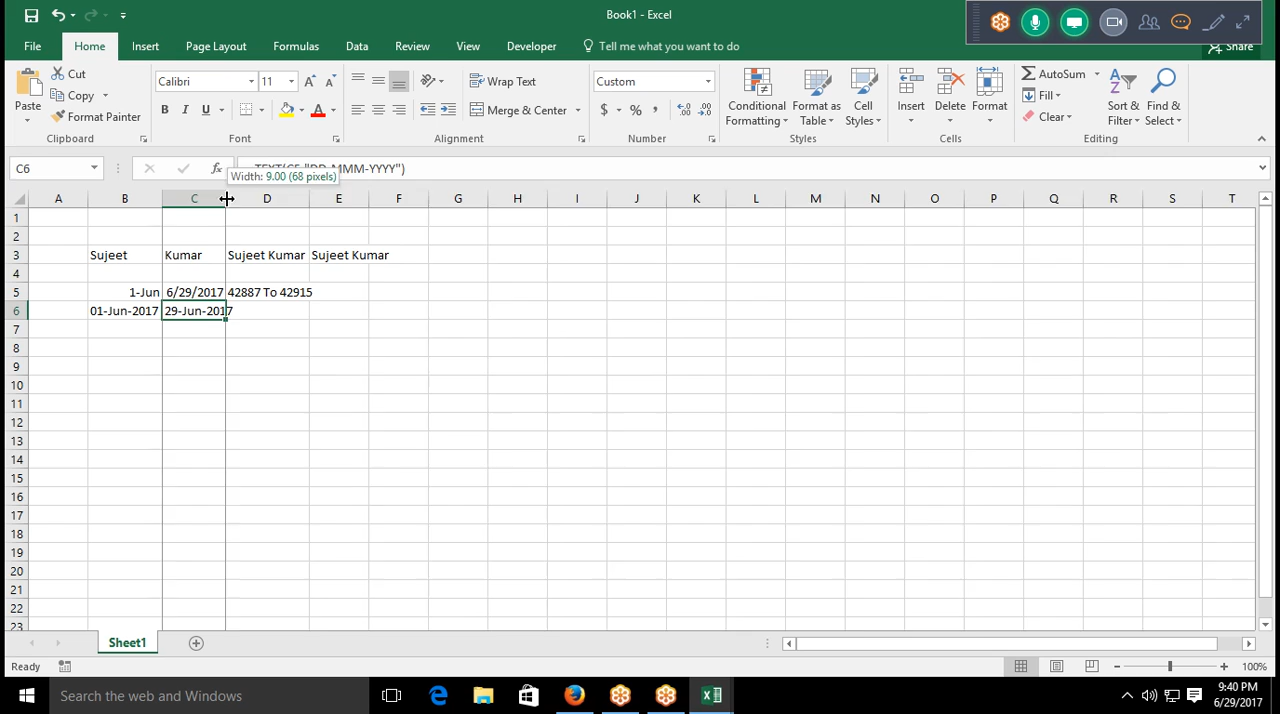 Book1 - Excel
File Home Insert Page Layout Formulas Data Review View Developer Tell me what you want to do Share
Paste Cut Copy Format Painter
Calibri 11 A A
B I U A
Wrap Text
Merge & Center
Custom
$ % ,
Conditional Formatting Format as Table Cell Styles
Insert Delete Format
AutoSum Fill Clear
Sort & Filter Find & Select
Clipboard Font Alignment Number Styles Cells Editing
C6 fx MMM-YYYY")
Width: 9.00 (68 pixels)
A B C D E F G H I J K L M N O P Q R S T
1
2
3 Sujeet Kumar Sujeet Kumar Sujeet Kumar
4
5 1-Jun 6/29/2017 42887 To 42915
6 01-Jun-2017 29-Jun-2017
7
8
9
10
11
12
13
14
15
16
17
18
19
20
21
22
23
Sheet1
Ready 100%
Search the web and Windows
9:40 PM
6/29/2017